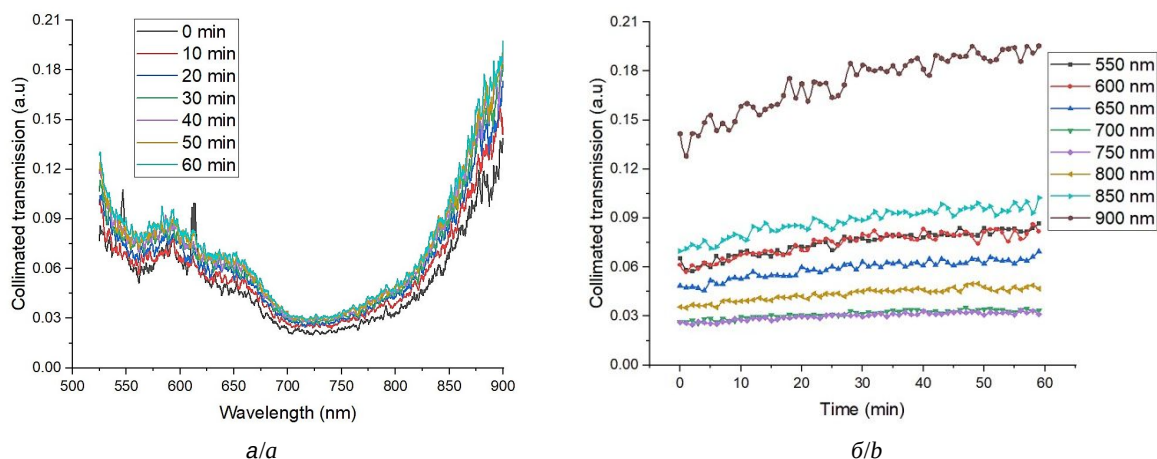 0.21
0.18
0.15
0.12
0.09
0.06
0.03
0.00
Collimated transmission (a.u)
0 min
10 min
20 min
30 min
40 min
50 min
60 min
500 550 600 650 700 750 800 850 900
Wavelength (nm)
а/a
0.21
0.18
0.15
0.12
0.09
0.06
0.03
0.00
Collimated transmission (a.u)
550 nm
600 nm
650 nm
700 nm
750 nm
800 nm
850 nm
900 nm
0 10 20 30 40 50 60
Time (min)
б/b